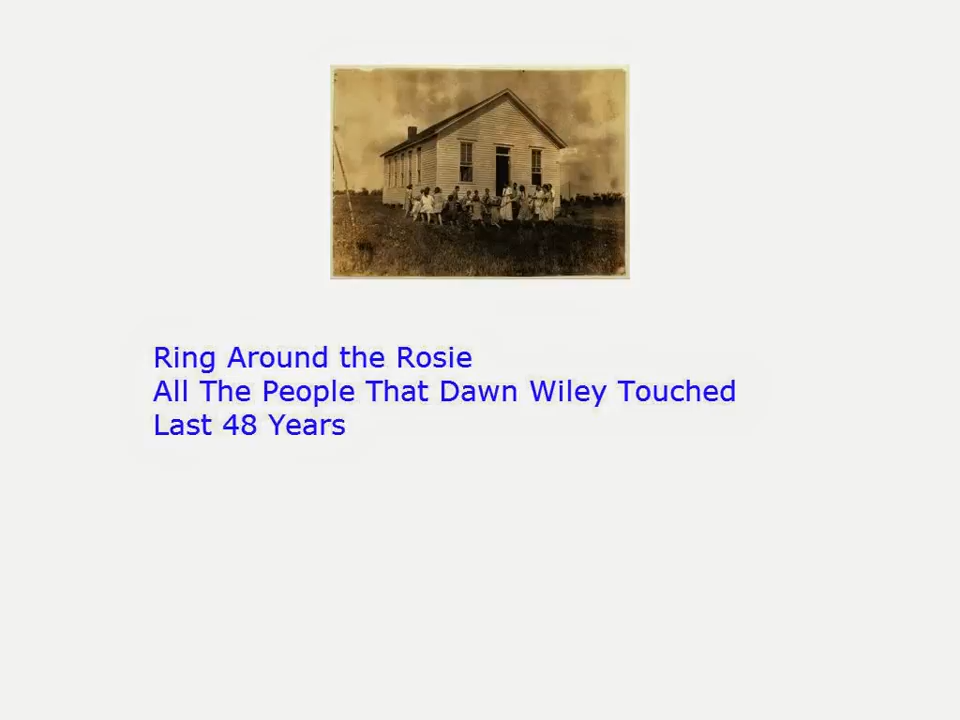 Ring Around the Rosie
All The People That Dawn Wiley Touched
Last 48 Years